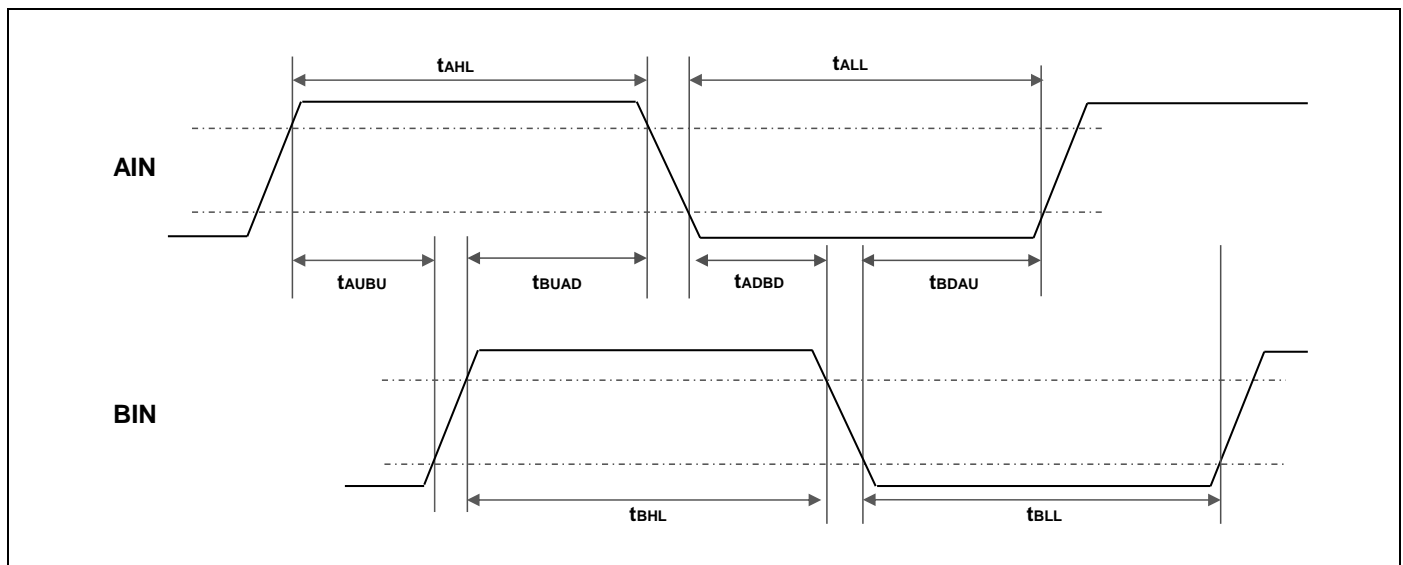 tAHL
tALL
AIN
tAUBU
tBUAD
tADBD
tBDAU
BIN
tBHL
tBLL